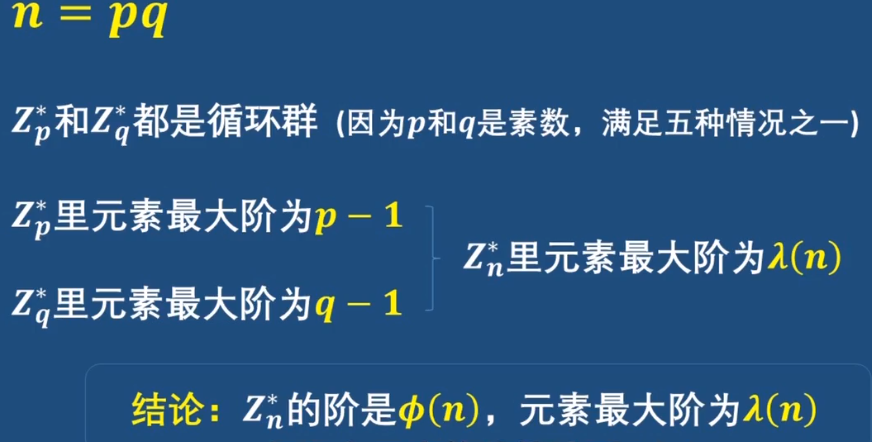 n = pq
Z*p和Z*q都是循环群 (因为p和q是素数，满足五种情况之一)
Z*p里元素最大阶为p − 1
Z*n里元素最大阶为λ(n)
Z*q里元素最大阶为q − 1
结论：Z*n的阶是ϕ(n)，元素最大阶为λ(n)